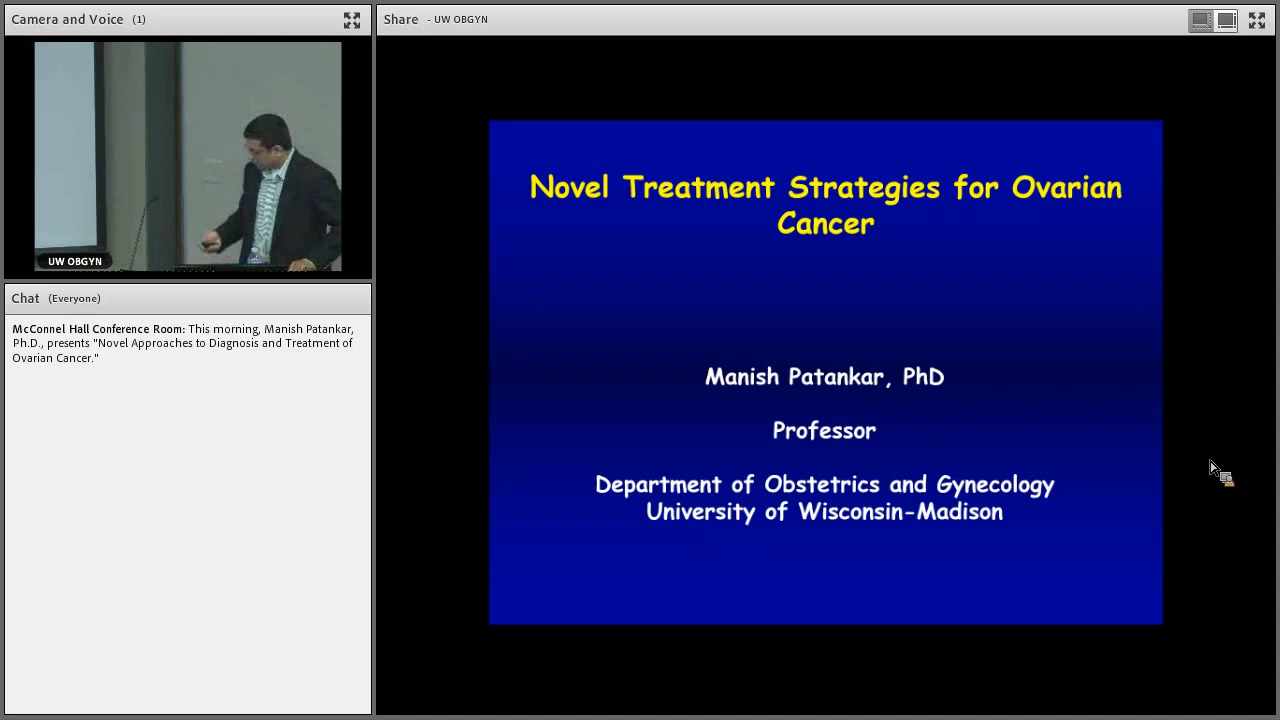 Camera and Voice (1)
UW OBGYN
Chat (Everyone)
McConnel Hall Conference Room: This morning, Manish Patankar,
Ph.D., presents "Novel Approaches to Diagnosis and Treatment of
Ovarian Cancer."
Share - UW OBGYN
Novel Treatment Strategies for Ovarian
Cancer
Manish Patankar, PhD
Professor
Department of Obstetrics and Gynecology
University of Wisconsin-Madison